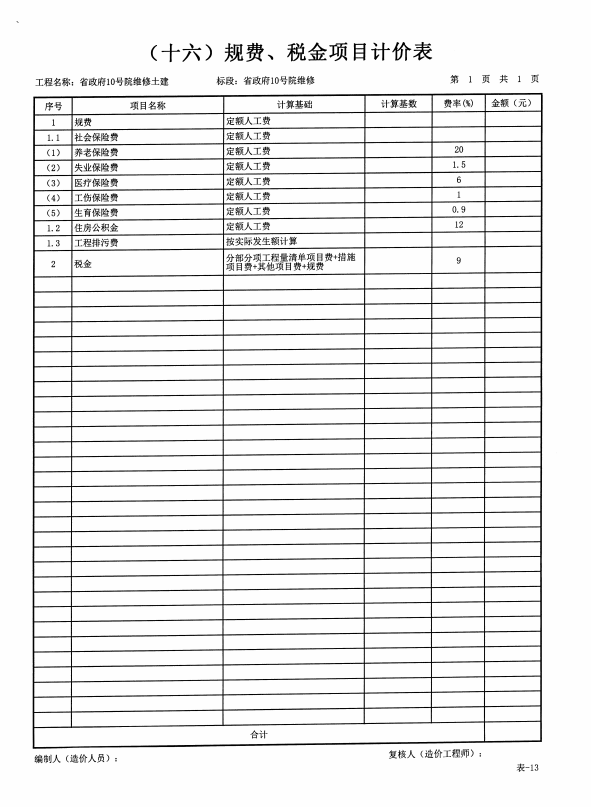 （十六）规费、税金项目计价表
工程名称：省政府10号院维修土建 标段：省政府10号院维修 第 1 页 共 1 页
序号 项目名称 计算基础 计算基数 费率(%) 金额（元）
1 规费 定额人工费
1.1 社会保险费 定额人工费
（1） 养老保险费 定额人工费 20
（2） 失业保险费 定额人工费 1.5
（3） 医疗保险费 定额人工费 6
（4） 工伤保险费 定额人工费 1
（5） 生育保险费 定额人工费 0.9
1.2 住房公积金 定额人工费 12
1.3 工程排污费 按实际发生额计算
2 税金 分部分项工程量清单项目费+措施
项目费+其他项目费+规费 9
合计
编制人（造价人员）： 复核人（造价工程师）：
表-13